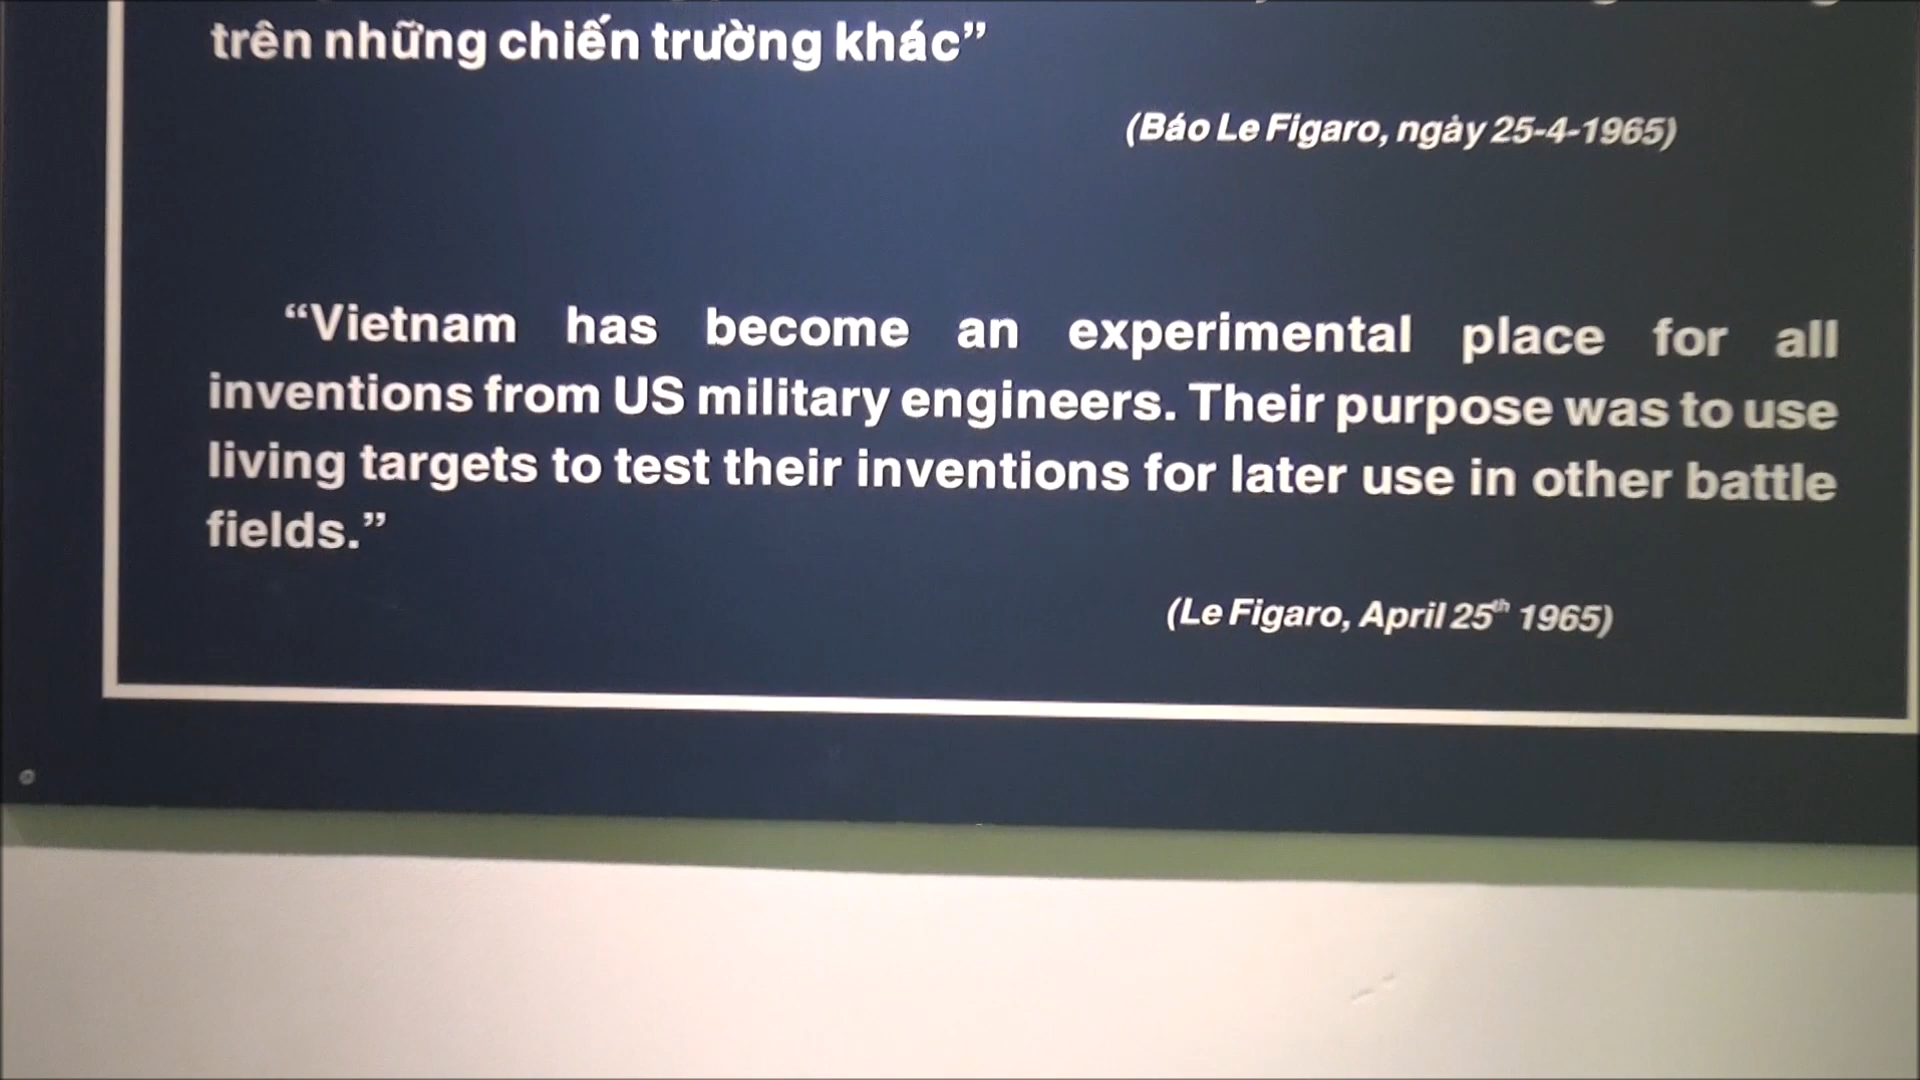 trên những chiến trường khác”
(Báo Le Figaro, ngày 25-4-1965)
“Vietnam has become an experimental place for all
inventions from US military engineers. Their purpose was to use
living targets to test their inventions for later use in other battle
fields.”
(Le Figaro, April 25th 1965)